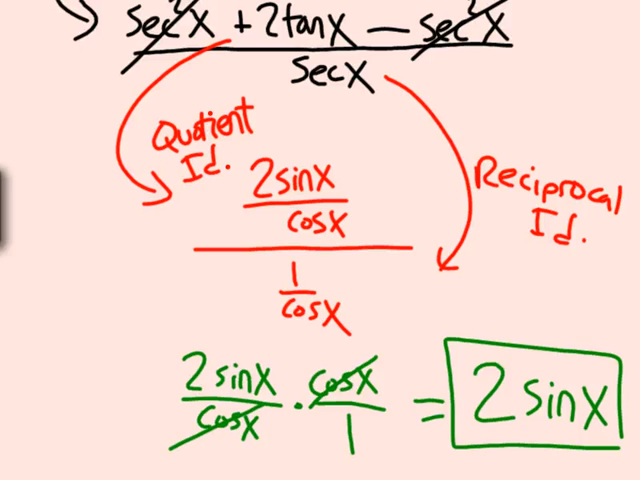 sec²x + 2tanx - sec²x
secx
Quotient Id.
2sinx
cosx
1
cosx
Reciprocal Id.
2sinx
cosx
·
cosx
1
= 2sinx